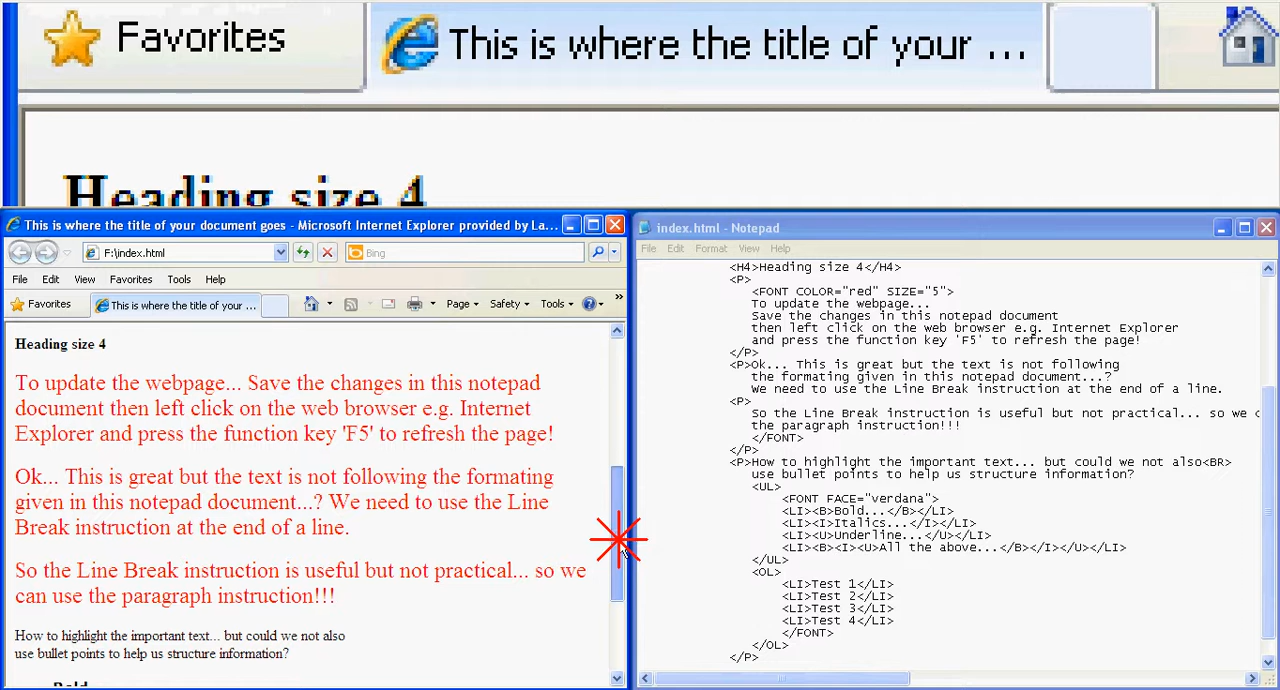 Favorites
This is where the title of your ...
Heading size 4
This is where the title of your document goes - Microsoft Internet Explorer provided by La...
F:\index.html
Bing
File Edit View Favorites Tools Help
Favorites
This is where the title of your ...
Page
Safety
Tools
Heading size 4
To update the webpage... Save the changes in this notepad
document then left click on the web browser e.g. Internet
Explorer and press the function key 'F5' to refresh the page!
Ok... This is great but the text is not following the formating
given in this notepad document...? We need to use the Line
Break instruction at the end of a line.
So the Line Break instruction is useful but not practical... so we
can use the paragraph instruction!!!
How to highlight the important text... but could we not also
use bullet points to help us structure information?
Bold
index.html - Notepad
File Edit Format View Help
<H4>Heading size 4</H4>
<P>
<FONT COLOR="red" SIZE="5">
To update the webpage...
Save the changes in this notepad document
then left click on the web browser e.g. Internet Explorer
and press the function key 'F5' to refresh the page!
</P>
<P>Ok... This is great but the text is not following
the formating given in this notepad document...?
We need to use the Line Break instruction at the end of a line.
<P>
So the Line Break instruction is useful but not practical... so we
the paragraph instruction!!!
</FONT>
</P>
<P>How to highlight the important text... but could we not also<BR>
use bullet points to help us structure information?
<UL>
<FONT FACE="verdana">
<LI><B>Bold...</B></LI>
<LI><I>Italics...</I></LI>
<LI><U>Underline...</U></LI>
<LI><B><I><U>All the above...</B></I></U></LI>
</UL>
<OL>
<LI>Test 1</LI>
<LI>Test 2</LI>
<LI>Test 3</LI>
<LI>Test 4</LI>
</FONT>
</OL>
</P>